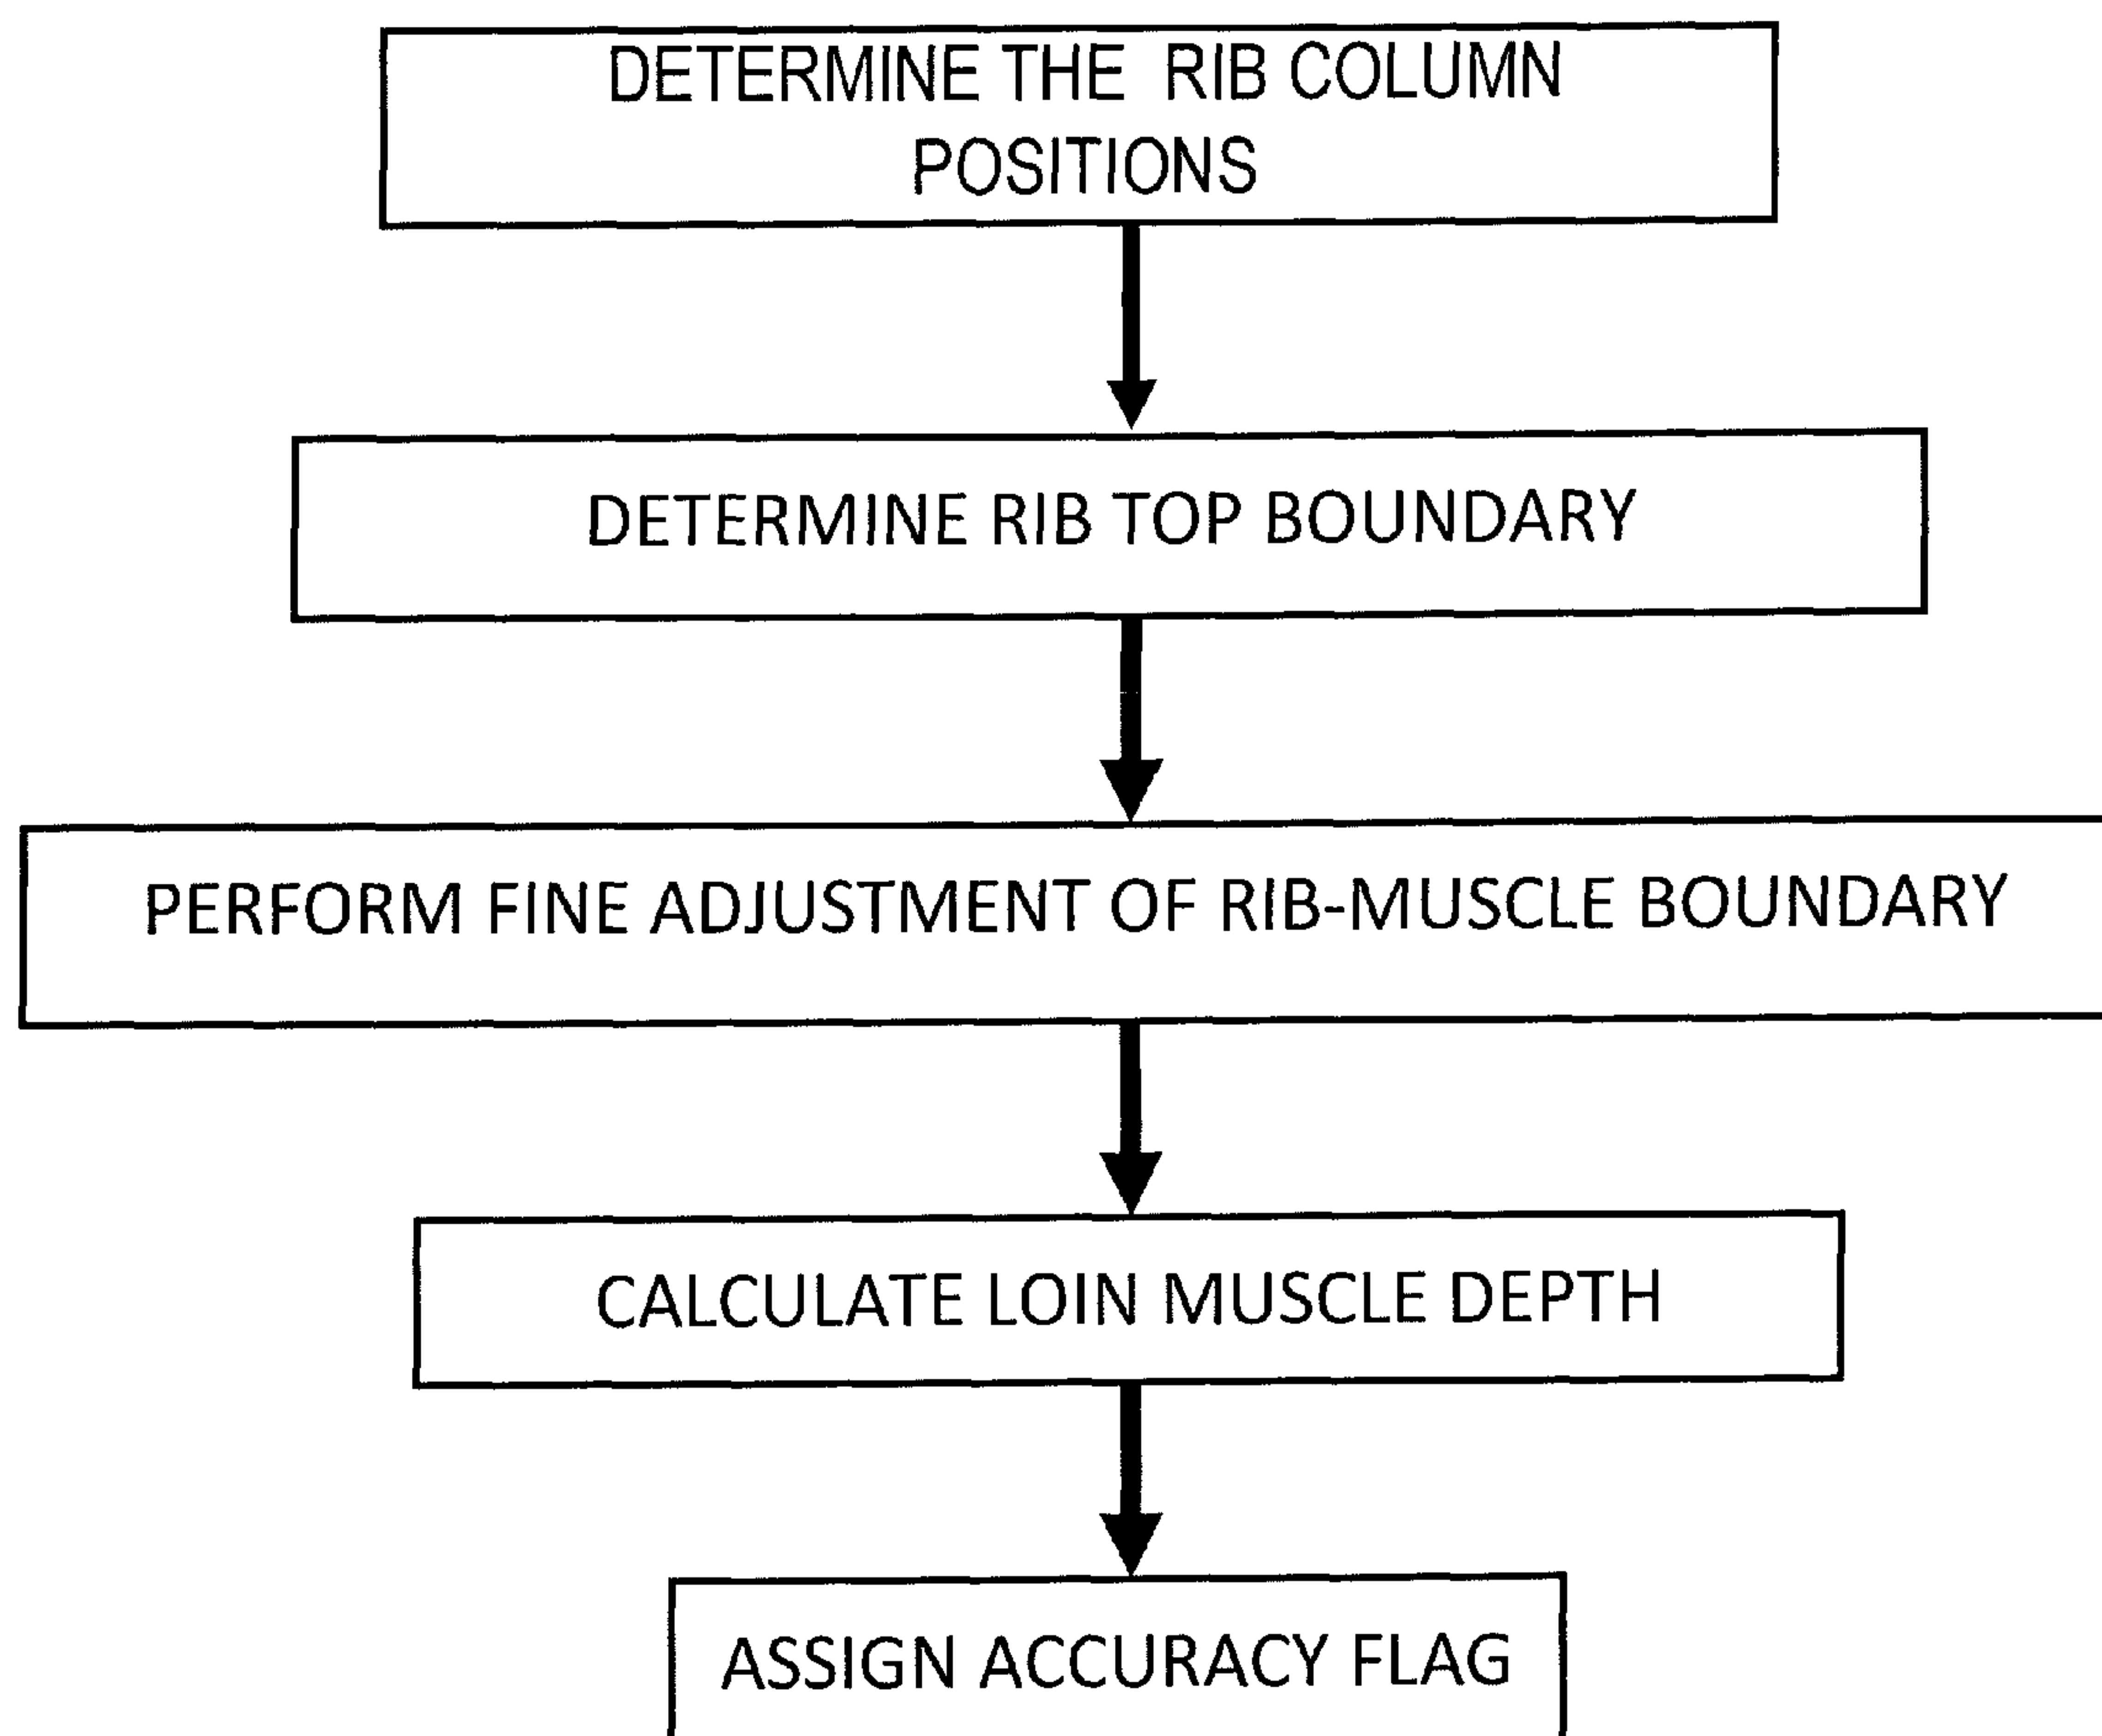 DETERMINE THE RIB COLUMN
POSITIONS
DETERMINE RIB TOP BOUNDARY
PERFORM FINE ADJUSTMENT OF RIB-MUSCLE BOUNDARY
CALCULATE LOIN MUSCLE DEPTH
ASSIGN ACCURACY FLAG